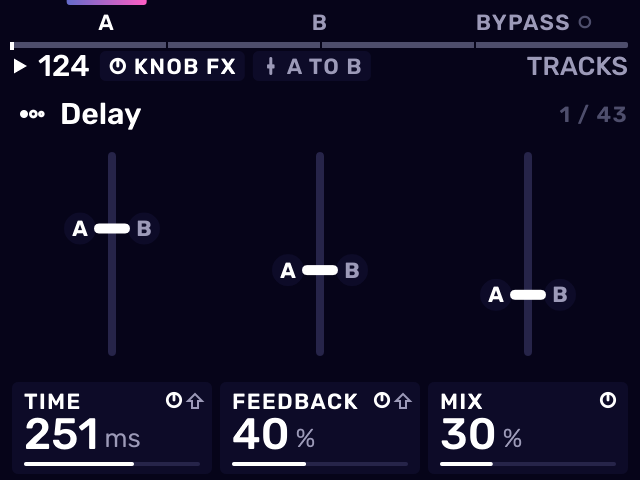 A B BYPASS
124 KNOB FX A TO B TRACKS
Delay 1 / 43
A B
A B
A B
TIME FEEDBACK MIX
251 ms 40 % 30 %